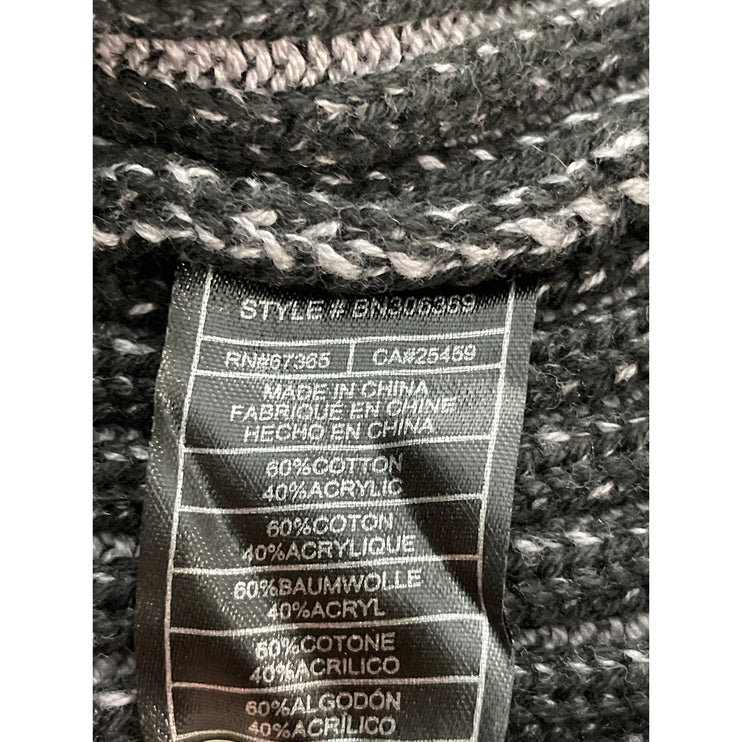 STYLE # BN306369
RN#67365 CA#25459
MADE IN CHINA
FABRIQUÉ EN CHINE
HECHO EN CHINA
60%COTTON
40%ACRYLIC
60%COTON
40%ACRYLIQUE
60%BAUMWOLLE
40%ACRYL
60%COTONE
40%ACRILICO
60%ALGODÓN
40%ACRÍLICO